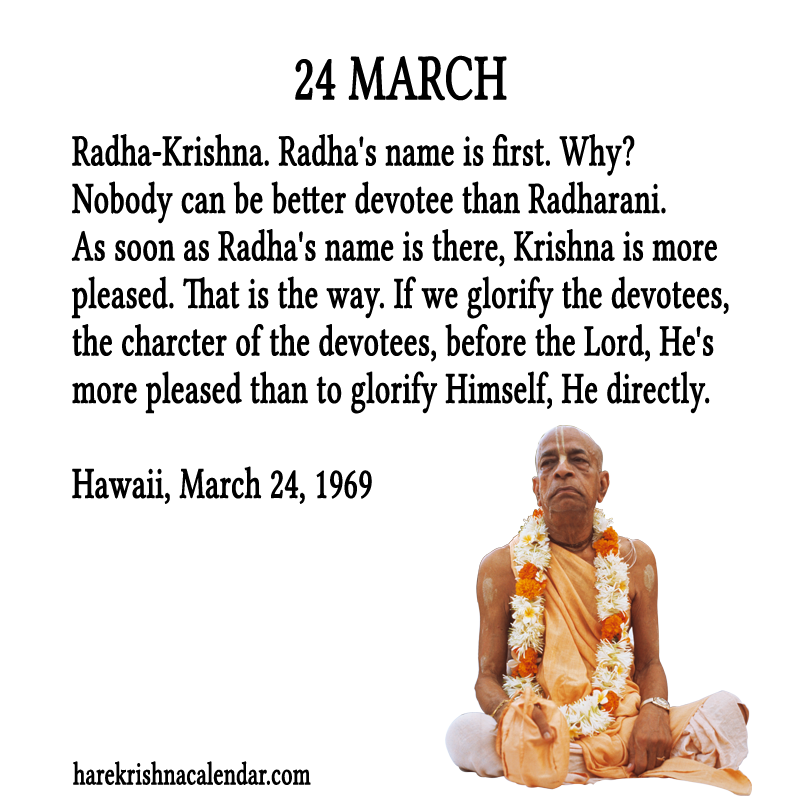 24 MARCH
Radha-Krishna. Radha's name is first. Why?
Nobody can be better devotee than Radharani.
As soon as Radha's name is there, Krishna is more
pleased. That is the way. If we glorify the devotees,
the charcter of the devotees, before the Lord, He's
more pleased than to glorify Himself, He directly.
Hawaii, March 24, 1969
harekrishnacalendar.com